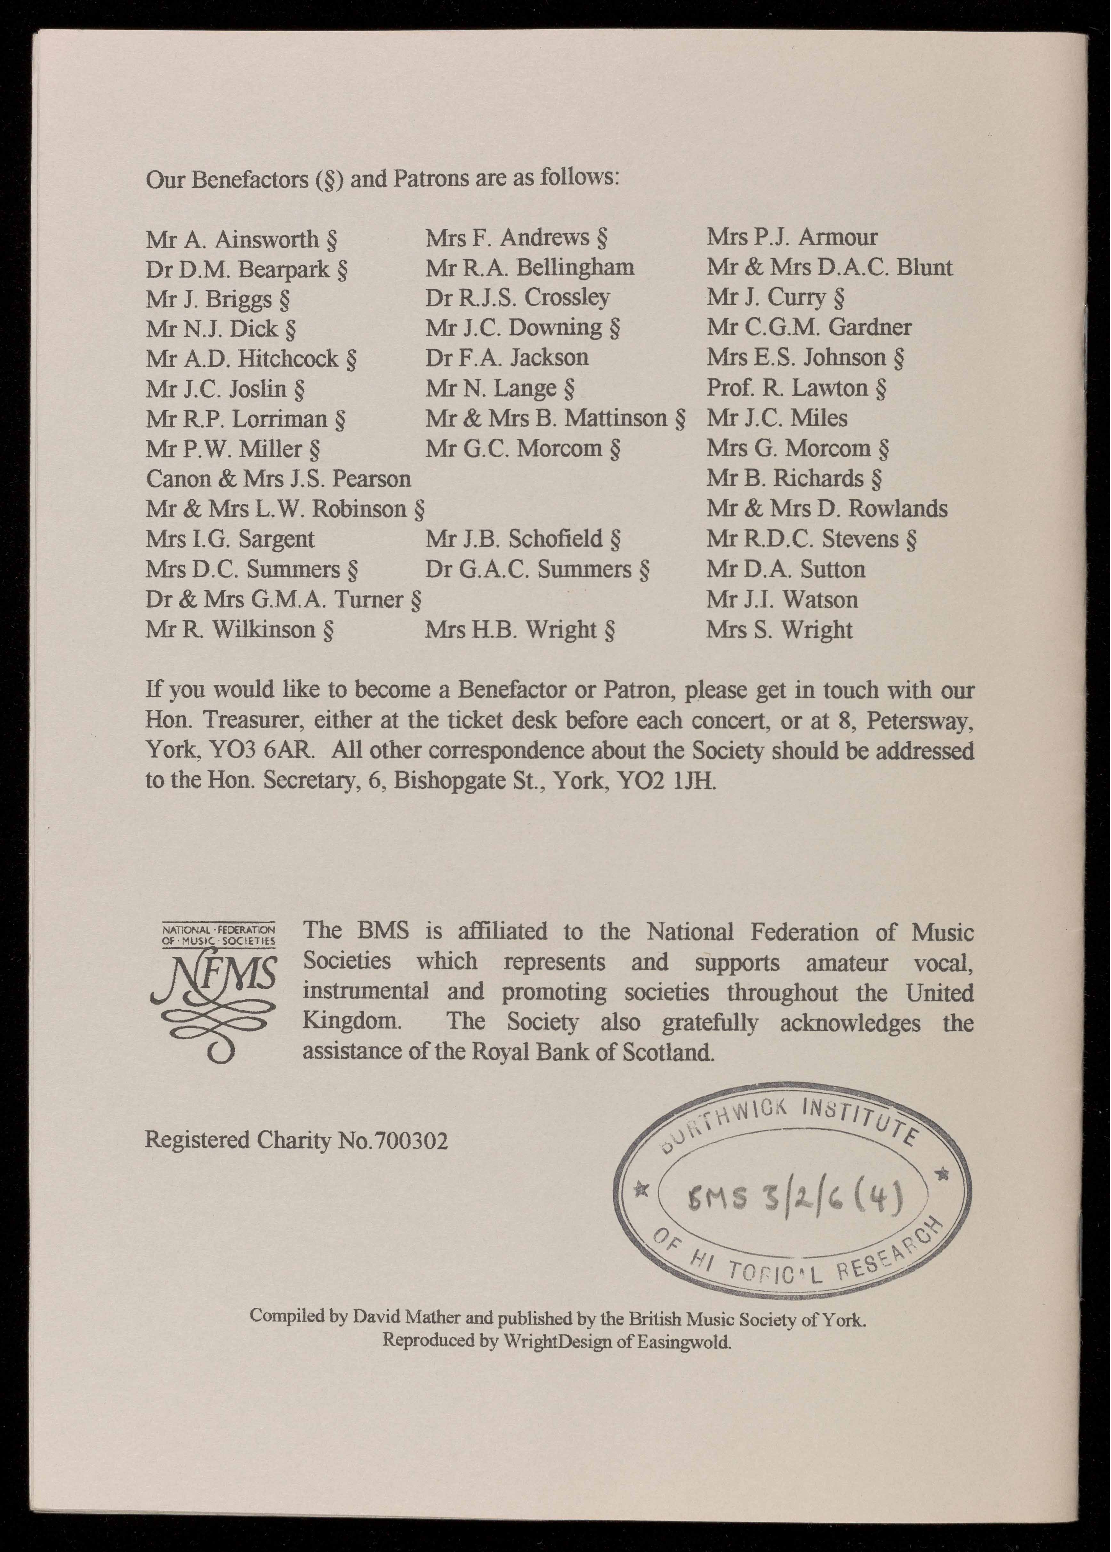 Our Benefactors (§) and Patrons are as follows:
Mr A. Ainsworth § Mrs F. Andrews § Mrs P.J. Armour
Dr D.M. Bearpark § Mr R.A. Bellingham Mr & Mrs D.A.C. Blunt
Mr J. Briggs § Dr R.J.S. Crossley Mr J. Curry §
Mr N.J. Dick § Mr J.C. Downing § Mr C.G.M. Gardner
Mr A.D. Hitchcock § Dr F.A. Jackson Mrs E.S. Johnson §
Mr J.C. Joslin § Mr N. Lange § Prof. R. Lawton §
Mr R.P. Lorriman § Mr & Mrs B. Mattinson § Mr J.C. Miles
Mr P.W. Miller § Mr G.C. Morcom § Mrs G. Morcom §
Canon & Mrs J.S. Pearson Mr B. Richards §
Mr & Mrs L.W. Robinson § Mr & Mrs D. Rowlands
Mrs I.G. Sargent Mr J.B. Schofield § Mr R.D.C. Stevens §
Mrs D.C. Summers § Dr G.A.C. Summers § Mr D.A. Sutton
Dr & Mrs G.M.A. Turner § Mr J.I. Watson
Mr R. Wilkinson § Mrs H.B. Wright § Mrs S. Wright
If you would like to become a Benefactor or Patron, please get in touch with our
Hon. Treasurer, either at the ticket desk before each concert, or at 8, Petersway,
York, YO3 6AR. All other correspondence about the Society should be addressed
to the Hon. Secretary, 6, Bishopgate St., York, YO2 1JH.
NATIONAL · FEDERATION
OF · MUSIC · SOCIETIES
NFMS
The BMS is affiliated to the National Federation of Music
Societies which represents and supports amateur vocal,
instrumental and promoting societies throughout the United
Kingdom. The Society also gratefully acknowledges the
assistance of the Royal Bank of Scotland.
Registered Charity No.700302
BORTHWICK INSTITUTE
BMS 3/2/6 (4)
OF HISTORICAL RESEARCH
Compiled by David Mather and published by the British Music Society of York.
Reproduced by WrightDesign of Easingwold.